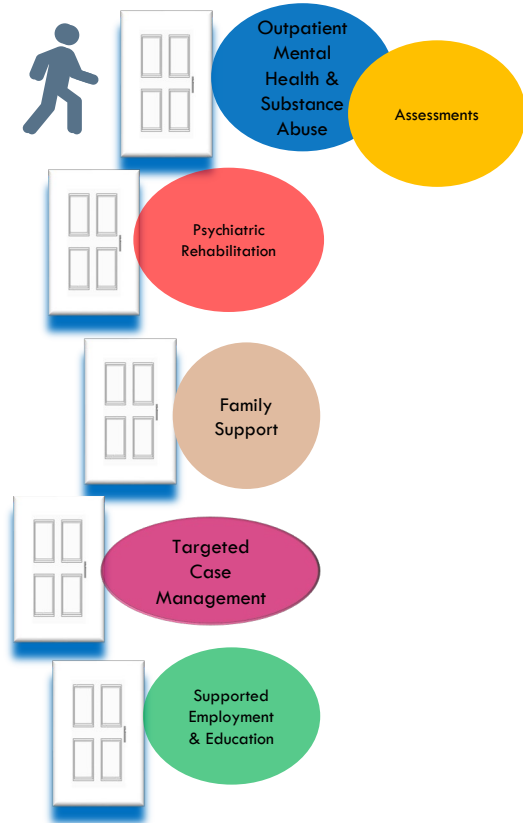 Outpatient
Mental
Health &
Substance
Abuse
Assessments
Psychiatric
Rehabilitation
Family
Support
Targeted
Case
Management
Supported
Employment
& Education